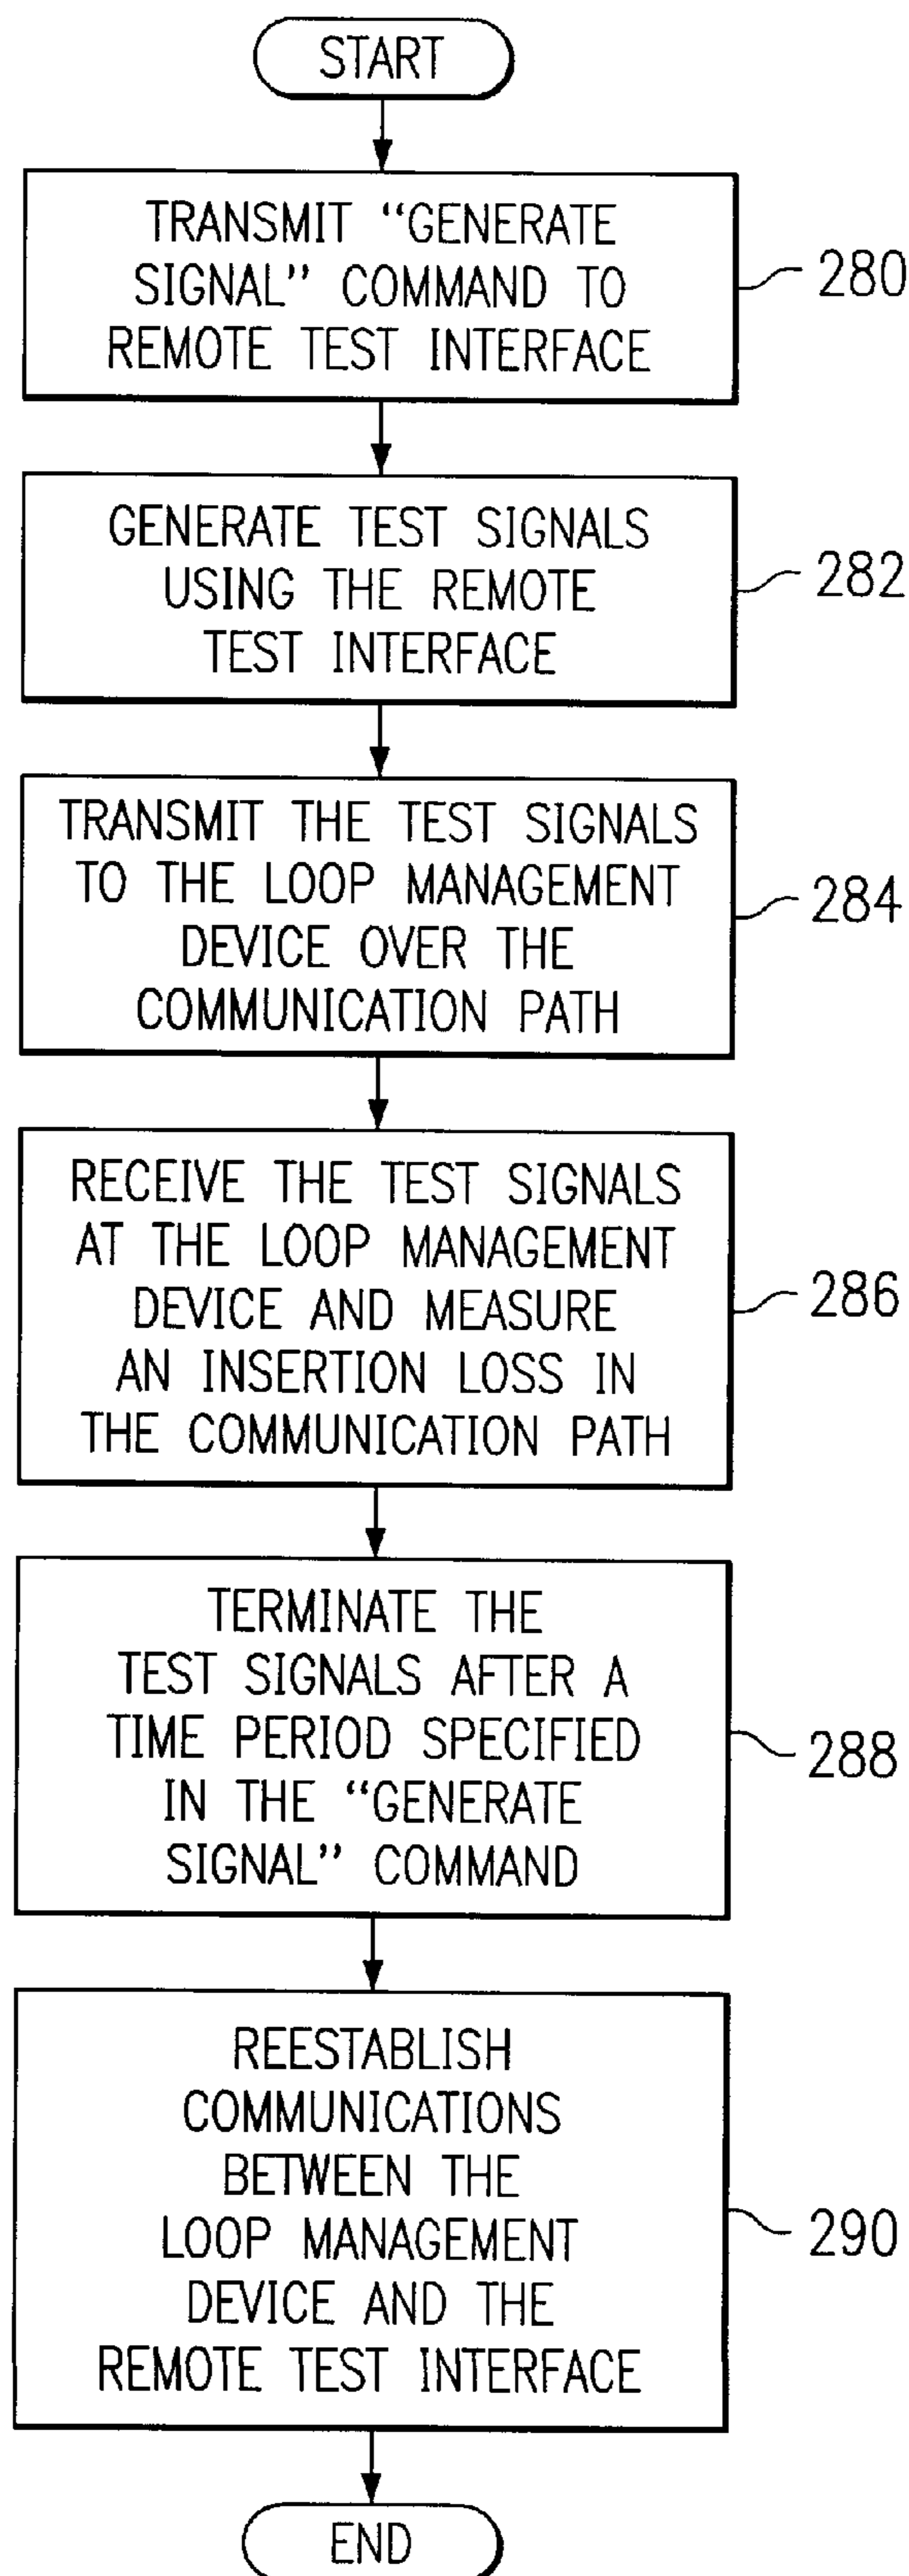 START
TRANSMIT “GENERATE
SIGNAL” COMMAND TO
REMOTE TEST INTERFACE
280
GENERATE TEST SIGNALS
USING THE REMOTE
TEST INTERFACE
282
TRANSMIT THE TEST SIGNALS
TO THE LOOP MANAGEMENT
DEVICE OVER THE
COMMUNICATION PATH
284
RECEIVE THE TEST SIGNALS
AT THE LOOP MANAGEMENT
DEVICE AND MEASURE
AN INSERTION LOSS IN
THE COMMUNICATION PATH
286
TERMINATE THE
TEST SIGNALS AFTER A
TIME PERIOD SPECIFIED
IN THE “GENERATE
SIGNAL” COMMAND
288
REESTABLISH
COMMUNICATIONS
BETWEEN THE
LOOP MANAGEMENT
DEVICE AND THE
REMOTE TEST INTERFACE
290
END